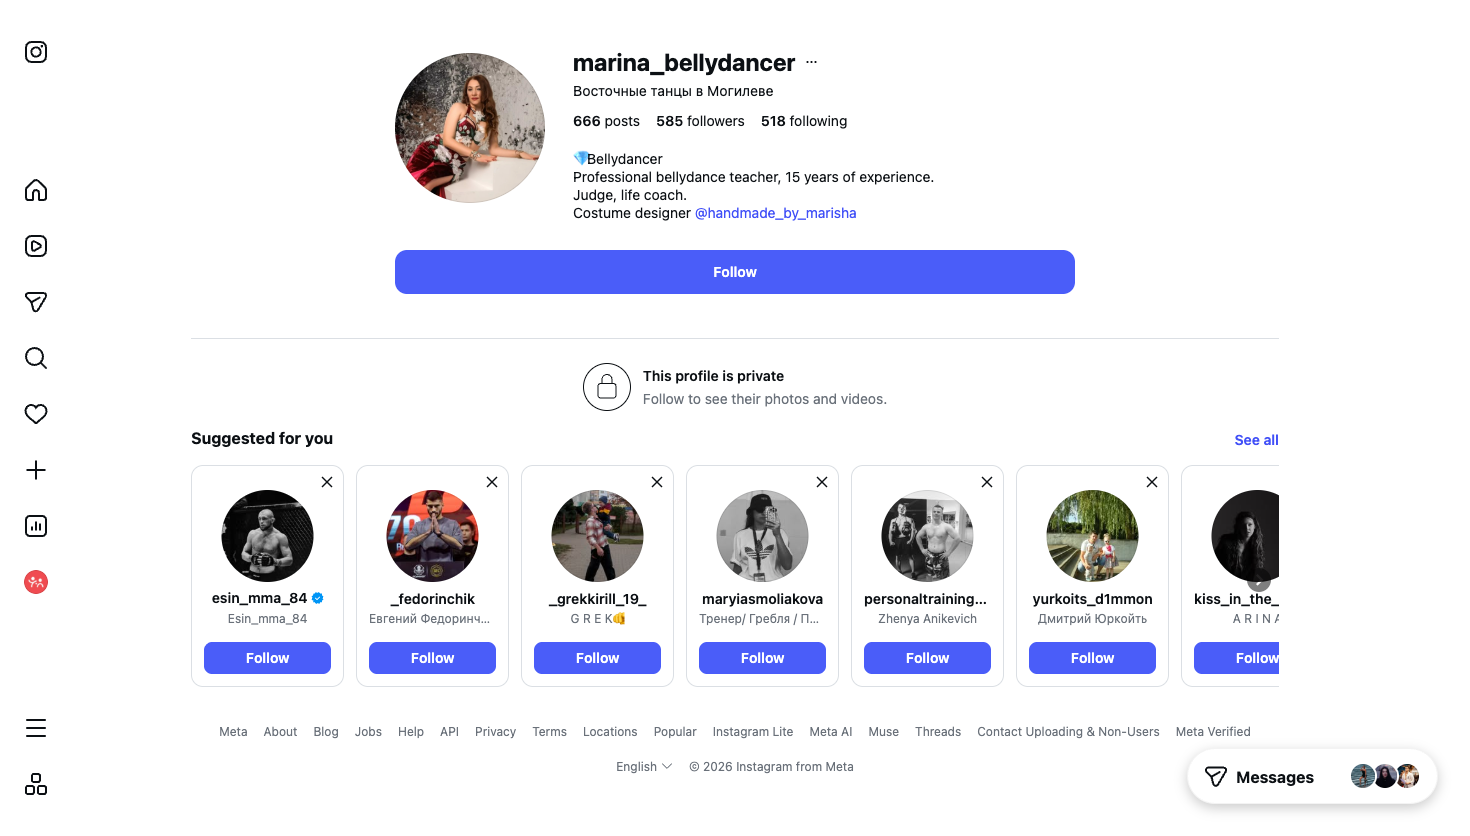 marina_bellydancer ...
Восточные танцы в Могилеве
666 posts 585 followers 518 following
💎Bellydancer
Professional bellydance teacher, 15 years of experience.
Judge, life coach.
Costume designer @handmade_by_marisha
Follow
This profile is private
Follow to see their photos and videos.
Suggested for you
See all
esin_mma_84
Esin_mma_84
Follow
_fedorinchik
Евгений Федоринч...
Follow
_grekkirill_19_
G R E K👊
Follow
maryiasmoliakova
Тренер/ Гребля / П...
Follow
personaltraining...
Zhenya Anikevich
Follow
yurkoits_d1mmon
Дмитрий Юркойть
Follow
kiss_in_the_
A R I N A
Follow
Meta About Blog Jobs Help API Privacy Terms Locations Popular Instagram Lite Meta AI Muse Threads Contact Uploading & Non-Users Meta Verified
English © 2026 Instagram from Meta
Messages